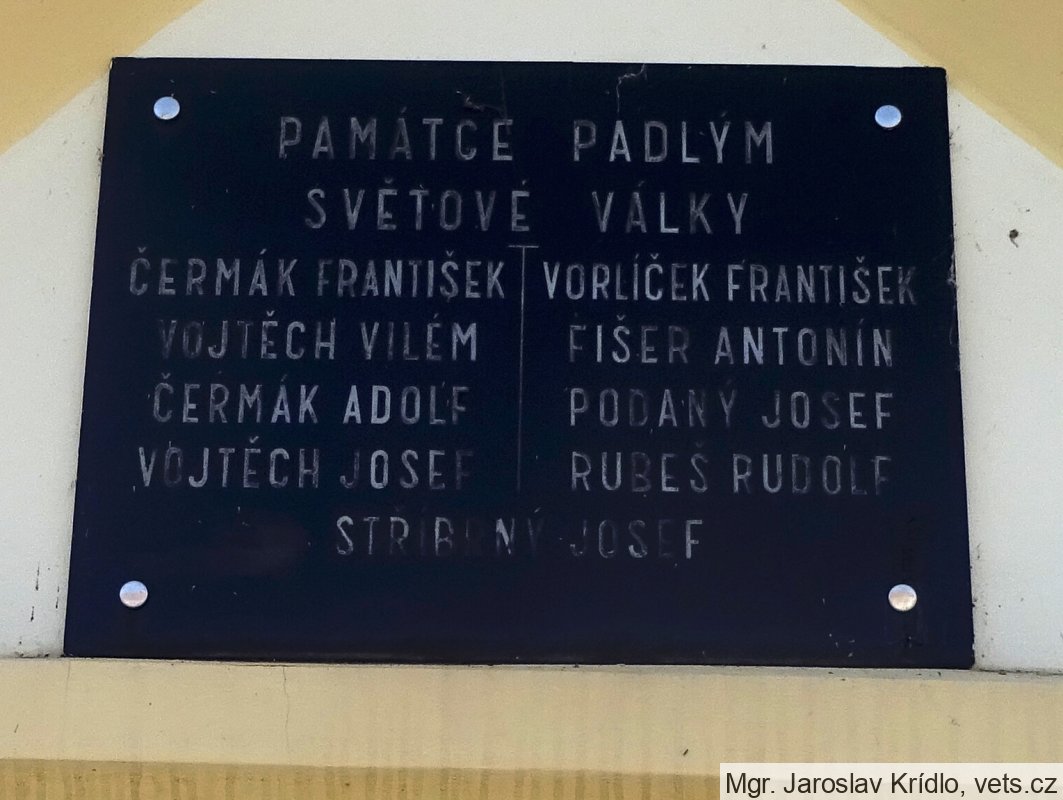 PAMÁTCE PADLÝM
SVĚTOVÉ VÁLKY
ČERMÁK FRANTIŠEK
VOJTĚCH VILÉM
ČERMÁK ADOLF
VOJTĚCH JOSEF
VORLÍČEK FRANTIŠEK
FIŠER ANTONÍN
PODANÝ JOSEF
RUBEŠ RUDOLF
STŘÍBRNÝ JOSEF
Mgr. Jaroslav Krídlo, vets.cz